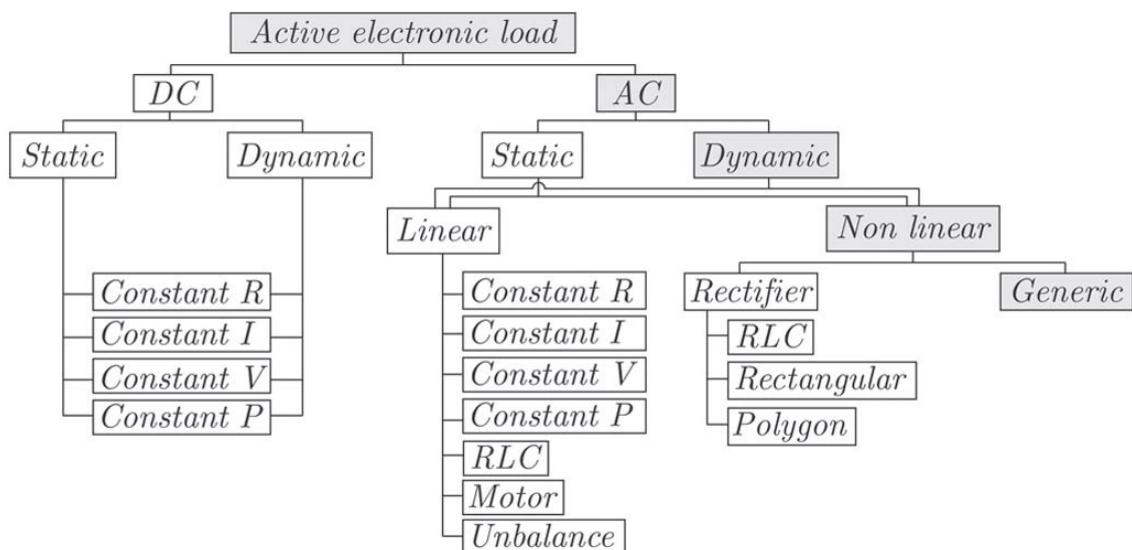 Active electronic load
DC
AC
Static
Dynamic
Static
Dynamic
Linear
Non linear
Constant R
Constant I
Constant V
Constant P
Constant R
Constant I
Constant V
Constant P
RLC
Motor
Unbalance
Rectifier
Generic
RLC
Rectangular
Polygon